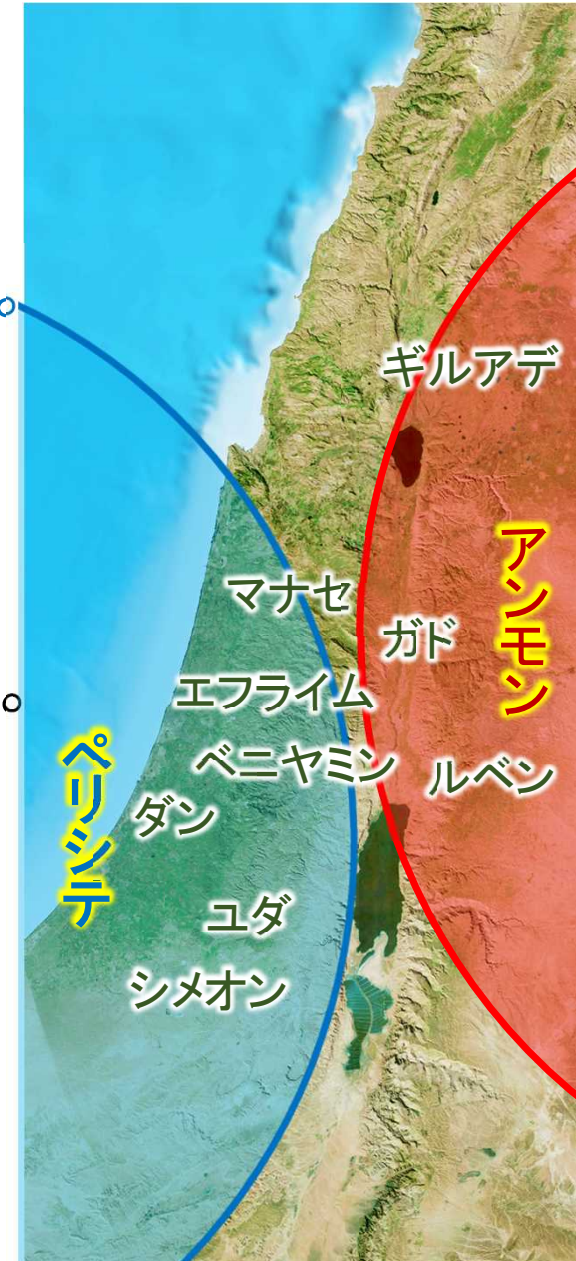 ギルアデ
アンモン
マナセ
ガド
エフライム
ベニヤミン
ルベン
ペリシテ
ダン
ユダ
シメオン